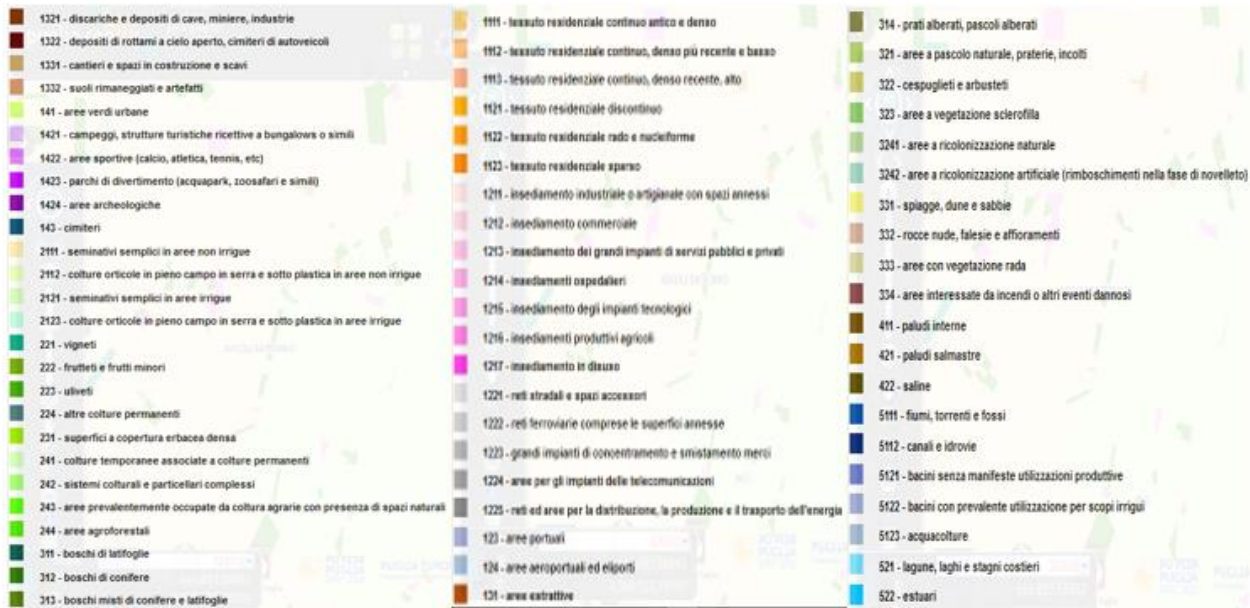 1321 - discariche e depositi di cave, miniere, industrie
1322 - depositi di rottami a cielo aperto, cimiteri di autoveicoli
1331 - cantieri e spazi in costruzione e scavi
1332 - suoli rimaneggiati e artefatti
141 - aree verdi urbane
1421 - campeggi, strutture turistiche ricettive a bungalows o simili
1422 - aree sportive (calcio, atletica, tennis, etc)
1423 - parchi di divertimento (acquapark, zoosafari e simili)
1424 - aree archeologiche
143 - cimiteri
2111 - seminativi semplici in aree non irrigue
2112 - colture orticole in pieno campo in serra e sotto plastica in aree non irrigue
2121 - seminativi semplici in aree irrigue
2123 - colture orticole in pieno campo in serra e sotto plastica in aree irrigue
221 - vigneti
222 - frutteti e frutti minori
223 - uliveti
224 - altre colture permanenti
231 - superfici a copertura erbacea densa
241 - colture temporanee associate a colture permanenti
242 - sistemi colturali e particellari complessi
243 - aree prevalentemente occupate da coltura agrarie con presenza di spazi naturali
244 - aree agroforestali
311 - boschi di latifoglie
312 - boschi di conifere
313 - boschi misti di conifere e latifoglie
1111 - tessuto residenziale continuo antico e denso
1112 - tessuto residenziale continuo, denso più recente e basso
1113 - tessuto residenziale continuo, denso recente, alto
1121 - tessuto residenziale discontinuo
1122 - tessuto residenziale rado e nucleiforme
1123 - tessuto residenziale sparso
1211 - insediamento industriale o artigianale con spazi annessi
1212 - insediamento commerciale
1213 - insediamento dei grandi impianti di servizi pubblici e privati
1214 - insediamenti ospedalieri
1215 - insediamento degli impianti tecnologici
1216 - insediamenti produttivi agricoli
1217 - insediamento in disuso
1221 - reti stradali e spazi accessori
1222 - reti ferroviarie comprese le superfici annesse
1223 - grandi impianti di concentramento e smistamento merci
1224 - aree per gli impianti delle telecomunicazioni
1225 - reti ed aree per la distribuzione, la produzione e il trasporto dell'energia
123 - aree portuali
124 - aree aeroportuali ed eliporti
131 - aree estrattive
314 - prati alberati, pascoli alberati
321 - aree a pascolo naturale, praterie, incolti
322 - cespuglieti e arbusteti
323 - aree a vegetazione sclerofilla
3241 - aree a ricolonizzazione naturale
3242 - aree a ricolonizzazione artificiale (rimboschimenti nella fase di novelleto)
331 - spiagge, dune e sabbie
332 - rocce nude, falesie e affioramenti
333 - aree con vegetazione rada
334 - aree interessate da incendi o altri eventi dannosi
411 - paludi interne
421 - paludi salmastre
422 - saline
5111 - fiumi, torrenti e fossi
5112 - canali e idrovie
5121 - bacini senza manifeste utilizzazioni produttive
5122 - bacini con prevalente utilizzazione per scopi irrigui
5123 - acquacolture
521 - lagune, laghi e stagni costieri
522 - estuari